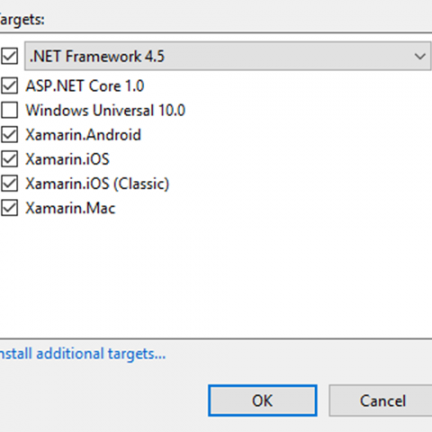 Targets:
.NET Framework 4.5
ASP.NET Core 1.0
Windows Universal 10.0
Xamarin.Android
Xamarin.iOS
Xamarin.iOS (Classic)
Xamarin.Mac
nstall additional targets...
OK
Cancel